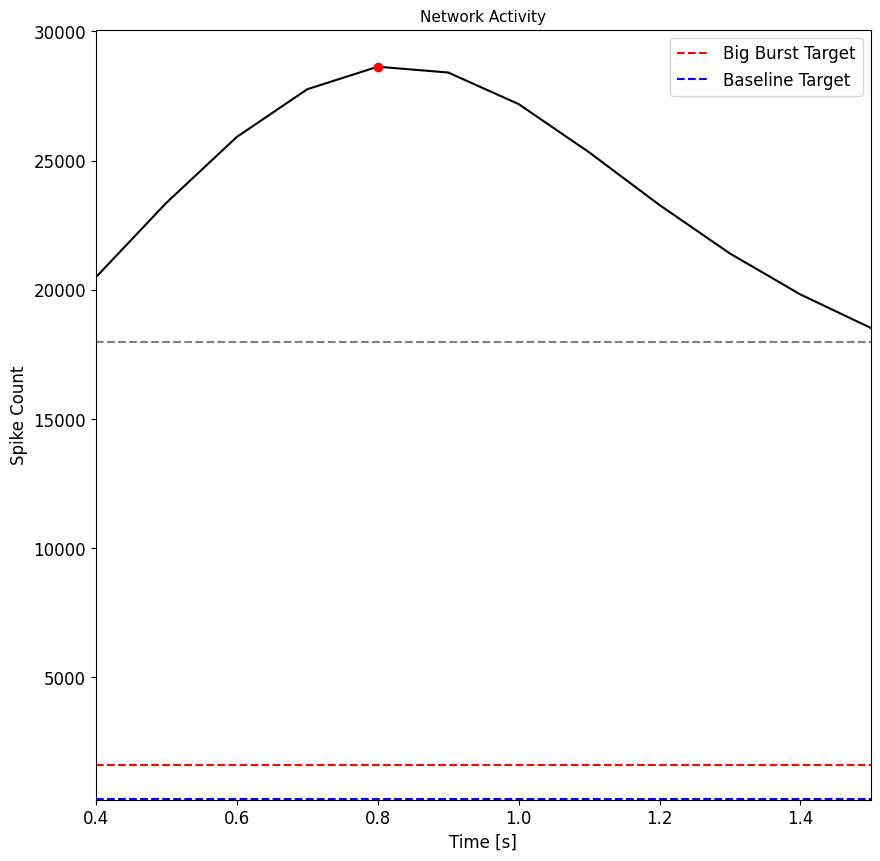 Network Activity
Big Burst Target
Baseline Target
Spike Count
30000
25000
20000
15000
10000
5000
0.4
0.6
0.8
1.0
1.2
1.4
Time [s]